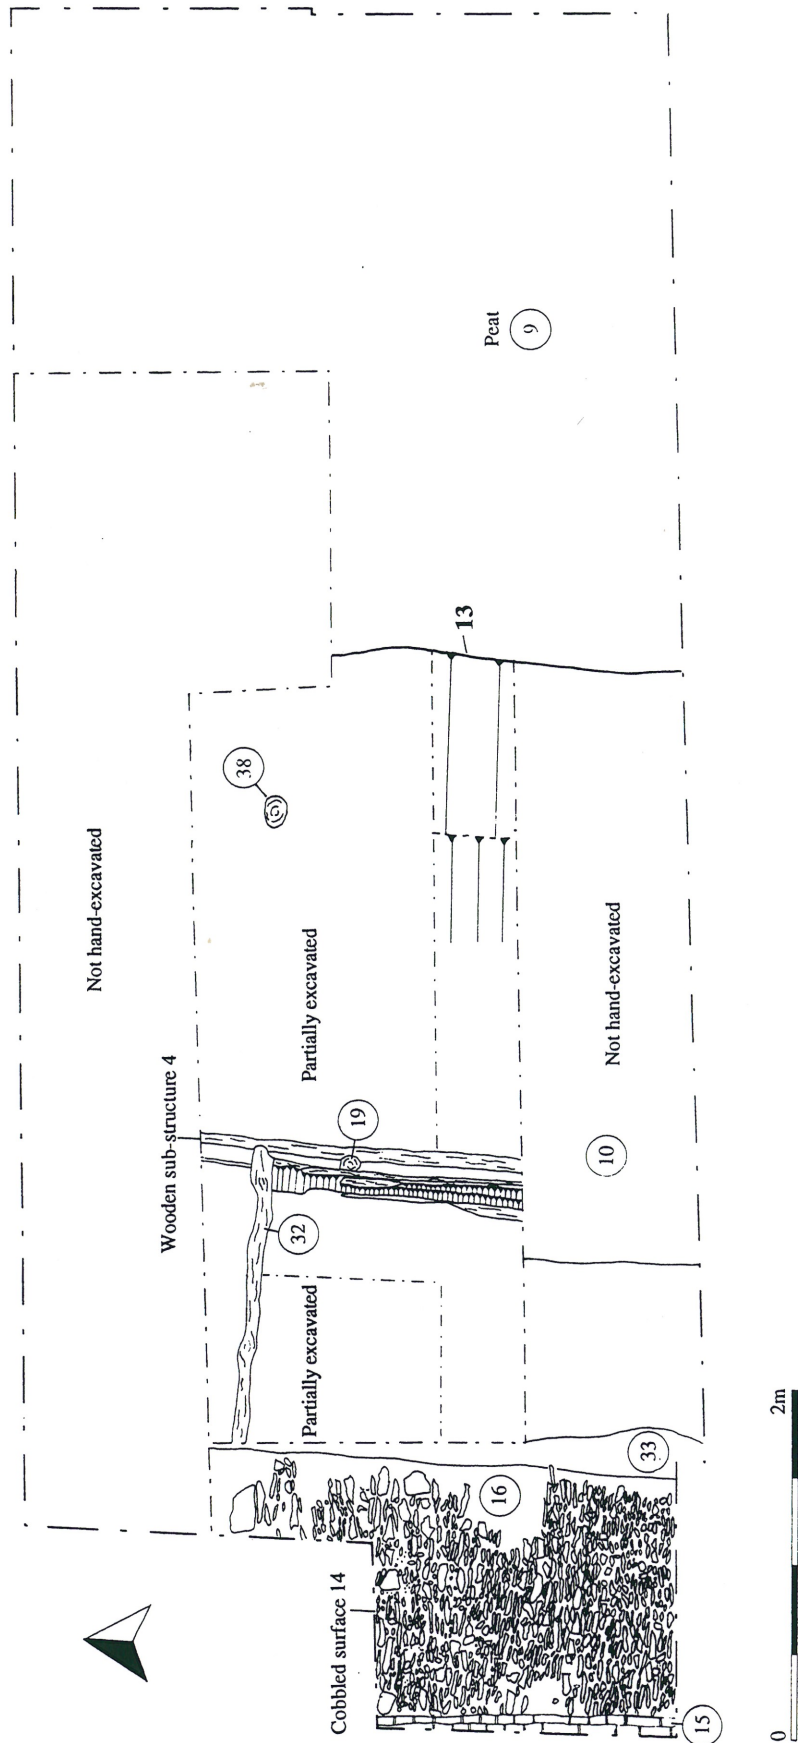 Peat
9
13
38
Not hand-excavated
Partially excavated
Not hand-excavated
Wooden sub-structure 4
19
10
32
Partially excavated
33
16
Cobbled surface 14
15
0
2m